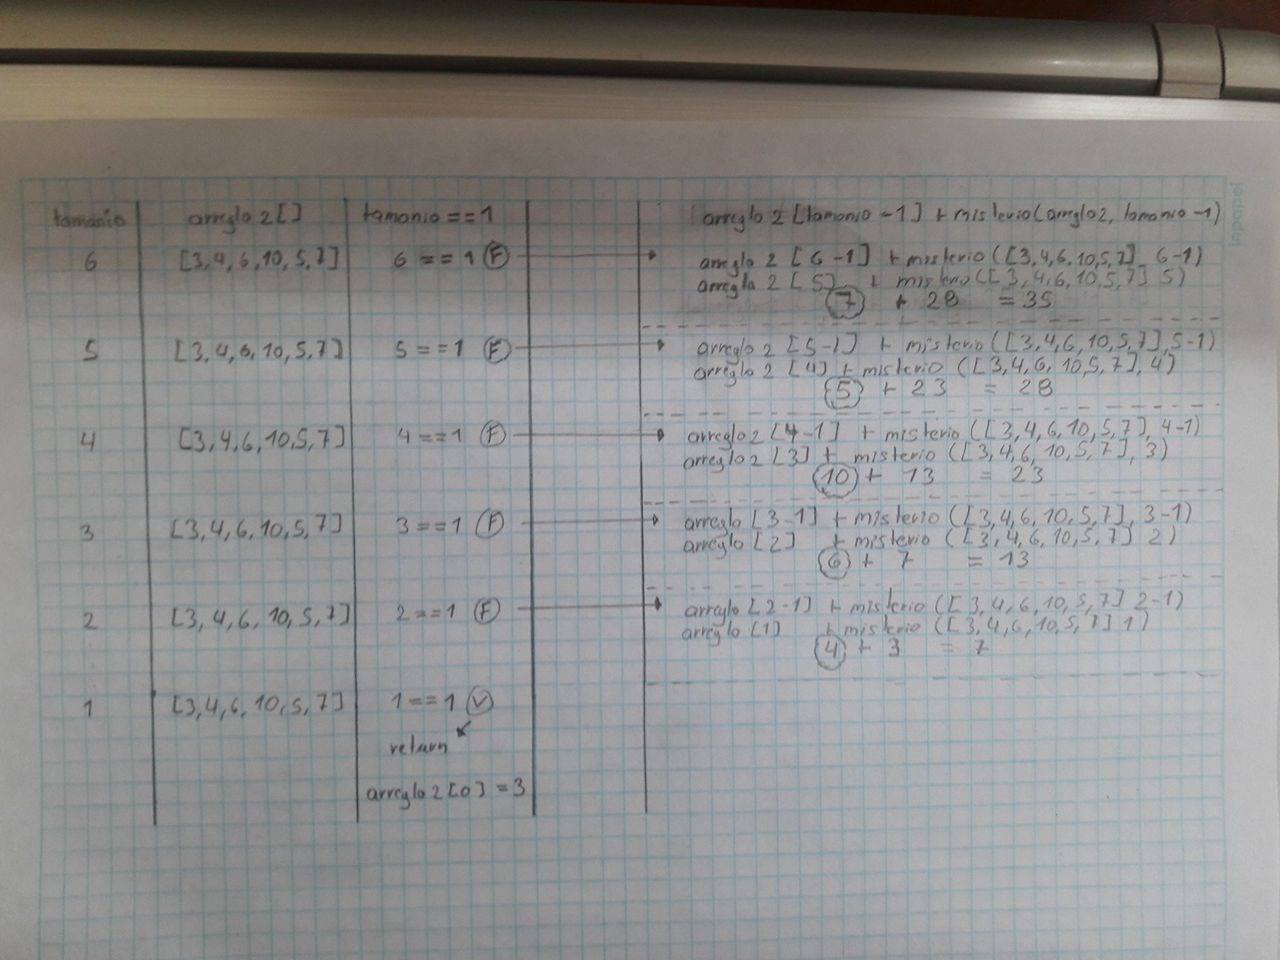 tamanio arreglo 2 [ ] tamanio == 1 arreglo 2 [tamanio - 1] + misterio (arreglo2, tamanio - 1)
6 [3, 4, 6, 10, 5, 7] 6 == 1 (F) arreglo 2 [6 - 1] + misterio ([3, 4, 6, 10, 5, 7] 6 - 1)
arreglo 2 [5] + misterio ([3, 4, 6, 10, 5, 7] 5)
7 + 28 = 35
5 [3, 4, 6, 10, 5, 7] 5 == 1 (F) arreglo 2 [5 - 1] + misterio ([3, 4, 6, 10, 5, 7], 5 - 1)
arreglo 2 [4] + misterio ([3, 4, 6, 10, 5, 7], 4)
5 + 23 = 28
4 [3, 4, 6, 10, 5, 7] 4 == 1 (F) arreglo 2 [4 - 1] + misterio ([3, 4, 6, 10, 5, 7], 4 - 1)
arreglo 2 [3] + misterio ([3, 4, 6, 10, 5, 7], 3)
10 + 13 = 23
3 [3, 4, 6, 10, 5, 7] 3 == 1 (F) arreglo [3 - 1] + misterio ([3, 4, 6, 10, 5, 7], 3 - 1)
arreglo [2] + misterio ([3, 4, 6, 10, 5, 7] 2)
6 + 7 = 13
2 [3, 4, 6, 10, 5, 7] 2 == 1 (F) arreglo [2 - 1] + misterio ([3, 4, 6, 10, 5, 7] 2 - 1)
arreglo [1] + misterio ([3, 4, 6, 10, 5, 7] 1)
4 + 3 = 7
1 [3, 4, 6, 10, 5, 7] 1 == 1 (V)
return
arreglo 2 [0] = 3